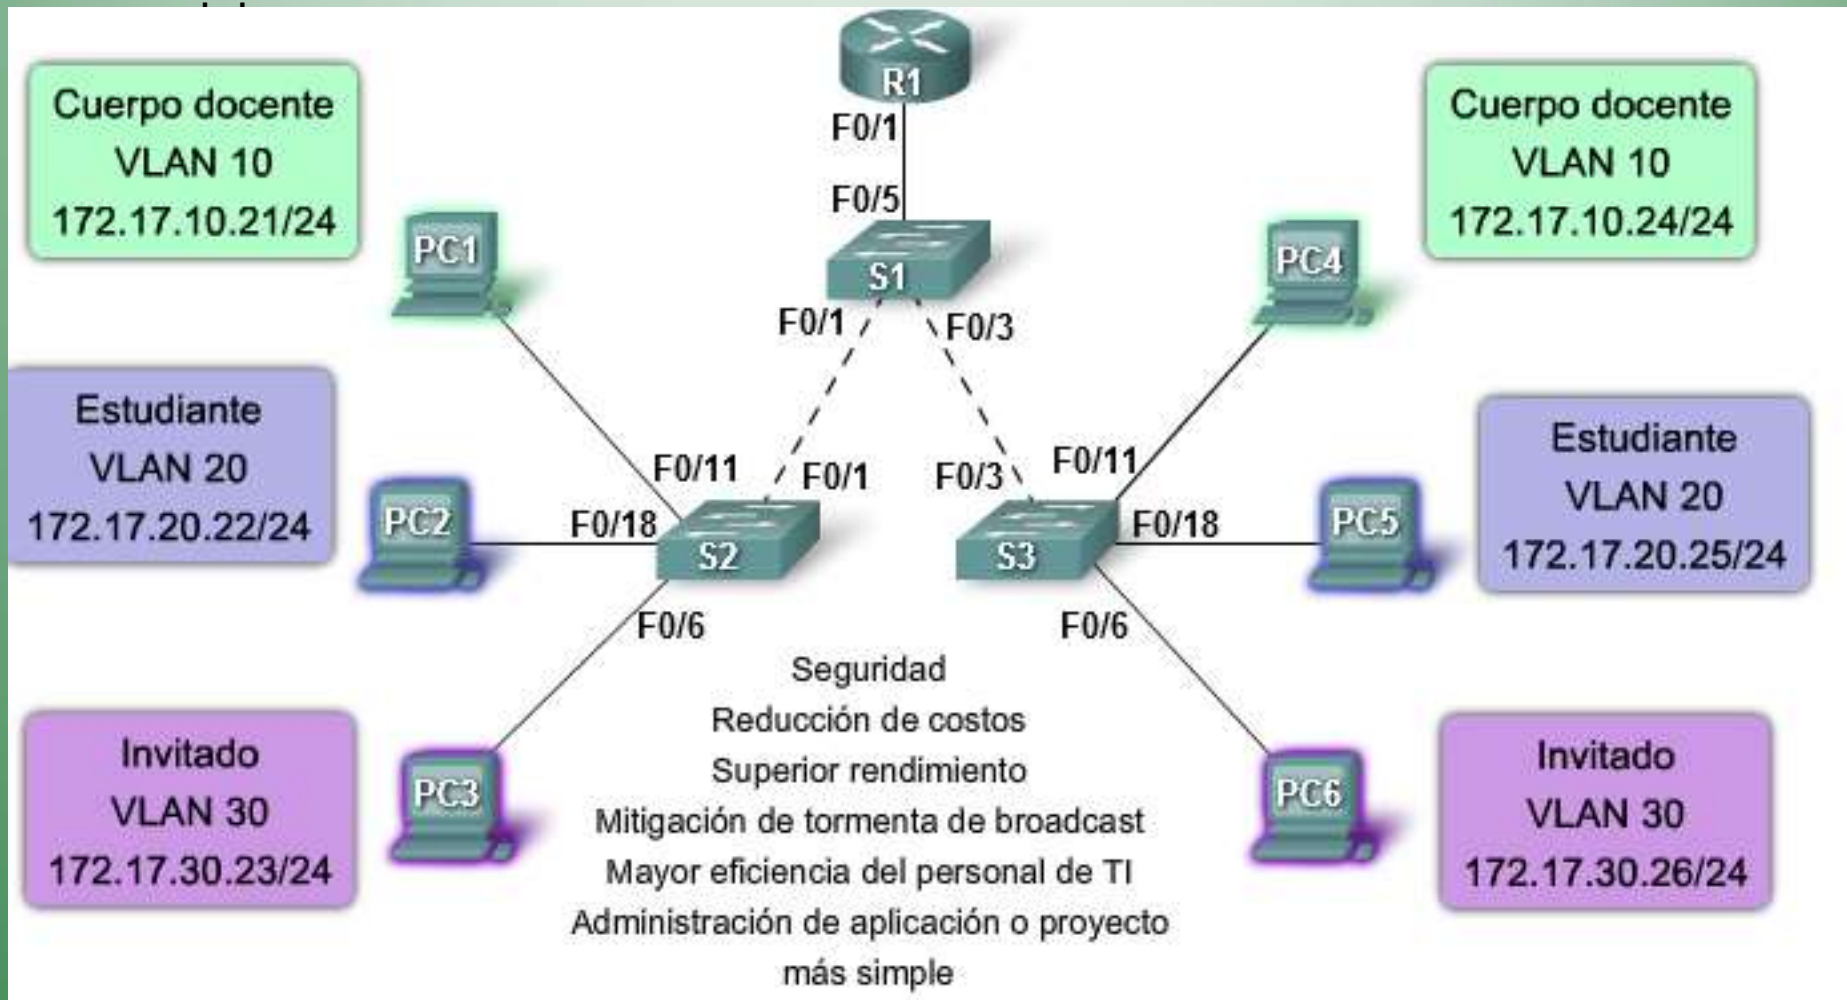 R1
F0/1
F0/5
S1
F0/1
F0/3
Cuerpo docente
VLAN 10
172.17.10.21/24
PC1
Cuerpo docente
VLAN 10
172.17.10.24/24
PC4
Estudiante
VLAN 20
172.17.20.22/24
PC2
F0/11
F0/1
F0/18
S2
F0/6
F0/3
F0/11
F0/18
S3
F0/6
Estudiante
VLAN 20
172.17.20.25/24
PC5
Invitado
VLAN 30
172.17.30.23/24
PC3
Seguridad
Reducción de costos
Superior rendimiento
Mitigación de tormenta de broadcast
Mayor eficiencia del personal de TI
Administración de aplicación o proyecto
más simple
PC6
Invitado
VLAN 30
172.17.30.26/24